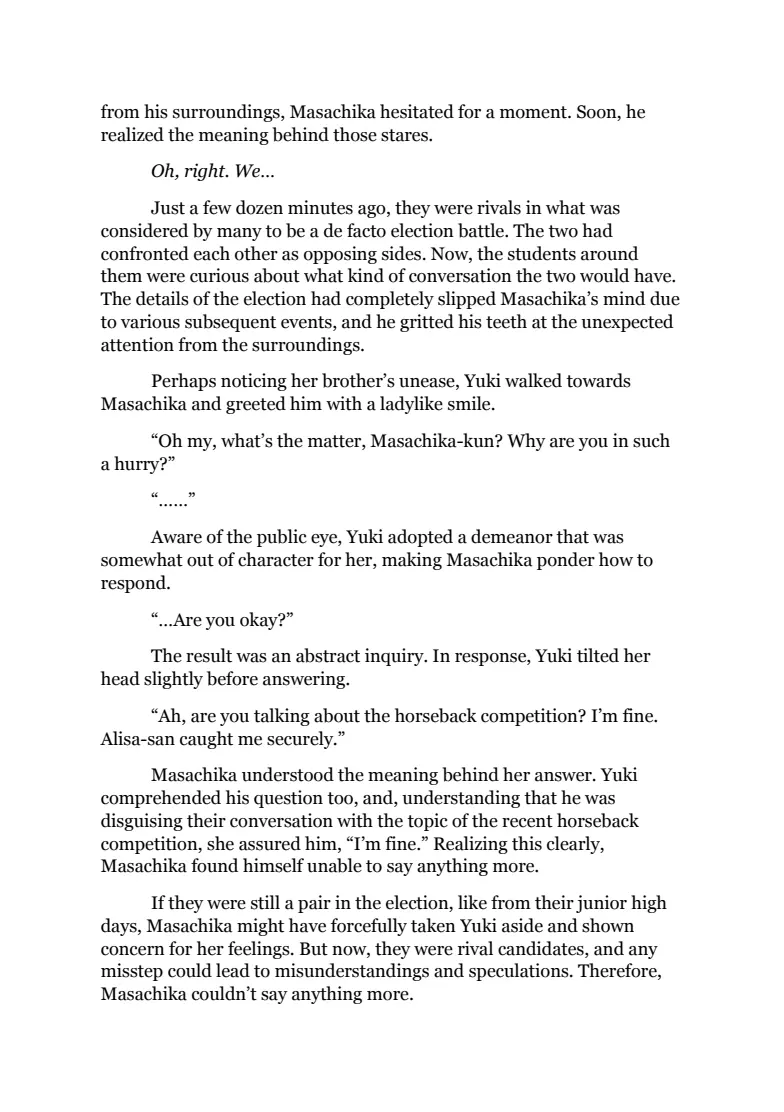 from his surroundings, Masachika hesitated for a moment. Soon, he
realized the meaning behind those stares.
Oh, right. We…
Just a few dozen minutes ago, they were rivals in what was
considered by many to be a de facto election battle. The two had
confronted each other as opposing sides. Now, the students around
them were curious about what kind of conversation the two would have.
The details of the election had completely slipped Masachika’s mind due
to various subsequent events, and he gritted his teeth at the unexpected
attention from the surroundings.
Perhaps noticing her brother’s unease, Yuki walked towards
Masachika and greeted him with a ladylike smile.
“Oh my, what’s the matter, Masachika-kun? Why are you in such
a hurry?”
“……”
Aware of the public eye, Yuki adopted a demeanor that was
somewhat out of character for her, making Masachika ponder how to
respond.
“…Are you okay?”
The result was an abstract inquiry. In response, Yuki tilted her
head slightly before answering.
“Ah, are you talking about the horseback competition? I’m fine.
Alisa-san caught me securely.”
Masachika understood the meaning behind her answer. Yuki
comprehended his question too, and, understanding that he was
disguising their conversation with the topic of the recent horseback
competition, she assured him, “I’m fine.” Realizing this clearly,
Masachika found himself unable to say anything more.
If they were still a pair in the election, like from their junior high
days, Masachika might have forcefully taken Yuki aside and shown
concern for her feelings. But now, they were rival candidates, and any
misstep could lead to misunderstandings and speculations. Therefore,
Masachika couldn’t say anything more.